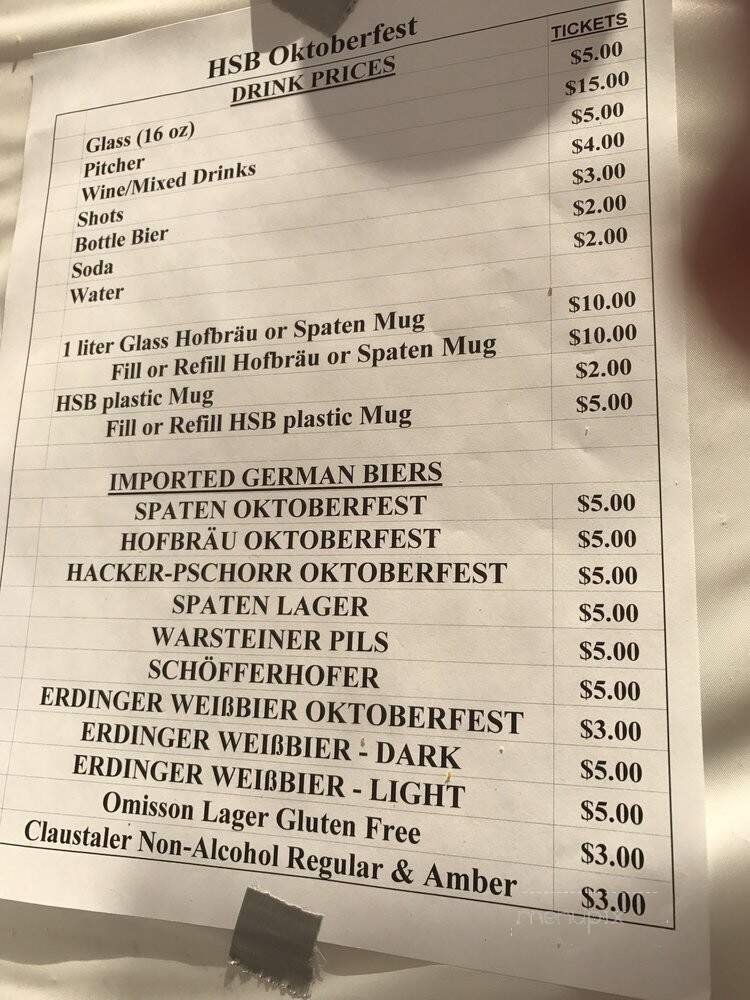 HSB Oktoberfest
DRINK PRICES TICKETS
Glass (16 oz) $5.00
Pitcher $15.00
Wine/Mixed Drinks $5.00
Shots $4.00
Bottle Bier $3.00
Soda $2.00
Water $2.00
1 liter Glass Hofbräu or Spaten Mug $10.00
Fill or Refill Hofbräu or Spaten Mug $10.00
HSB plastic Mug $2.00
Fill or Refill HSB plastic Mug $5.00
IMPORTED GERMAN BIERS
SPATEN OKTOBERFEST $5.00
HOFBRÄU OKTOBERFEST $5.00
HACKER-PSCHORR OKTOBERFEST $5.00
SPATEN LAGER $5.00
WARSTEINER PILS $5.00
SCHÖFFERHOFER $5.00
ERDINGER WEIßBIER OKTOBERFEST $3.00
ERDINGER WEIßBIER - DARK $5.00
ERDINGER WEIßBIER - LIGHT $5.00
Omisson Lager Gluten Free $3.00
Claustaler Non-Alcohol Regular & Amber $3.00
menupix